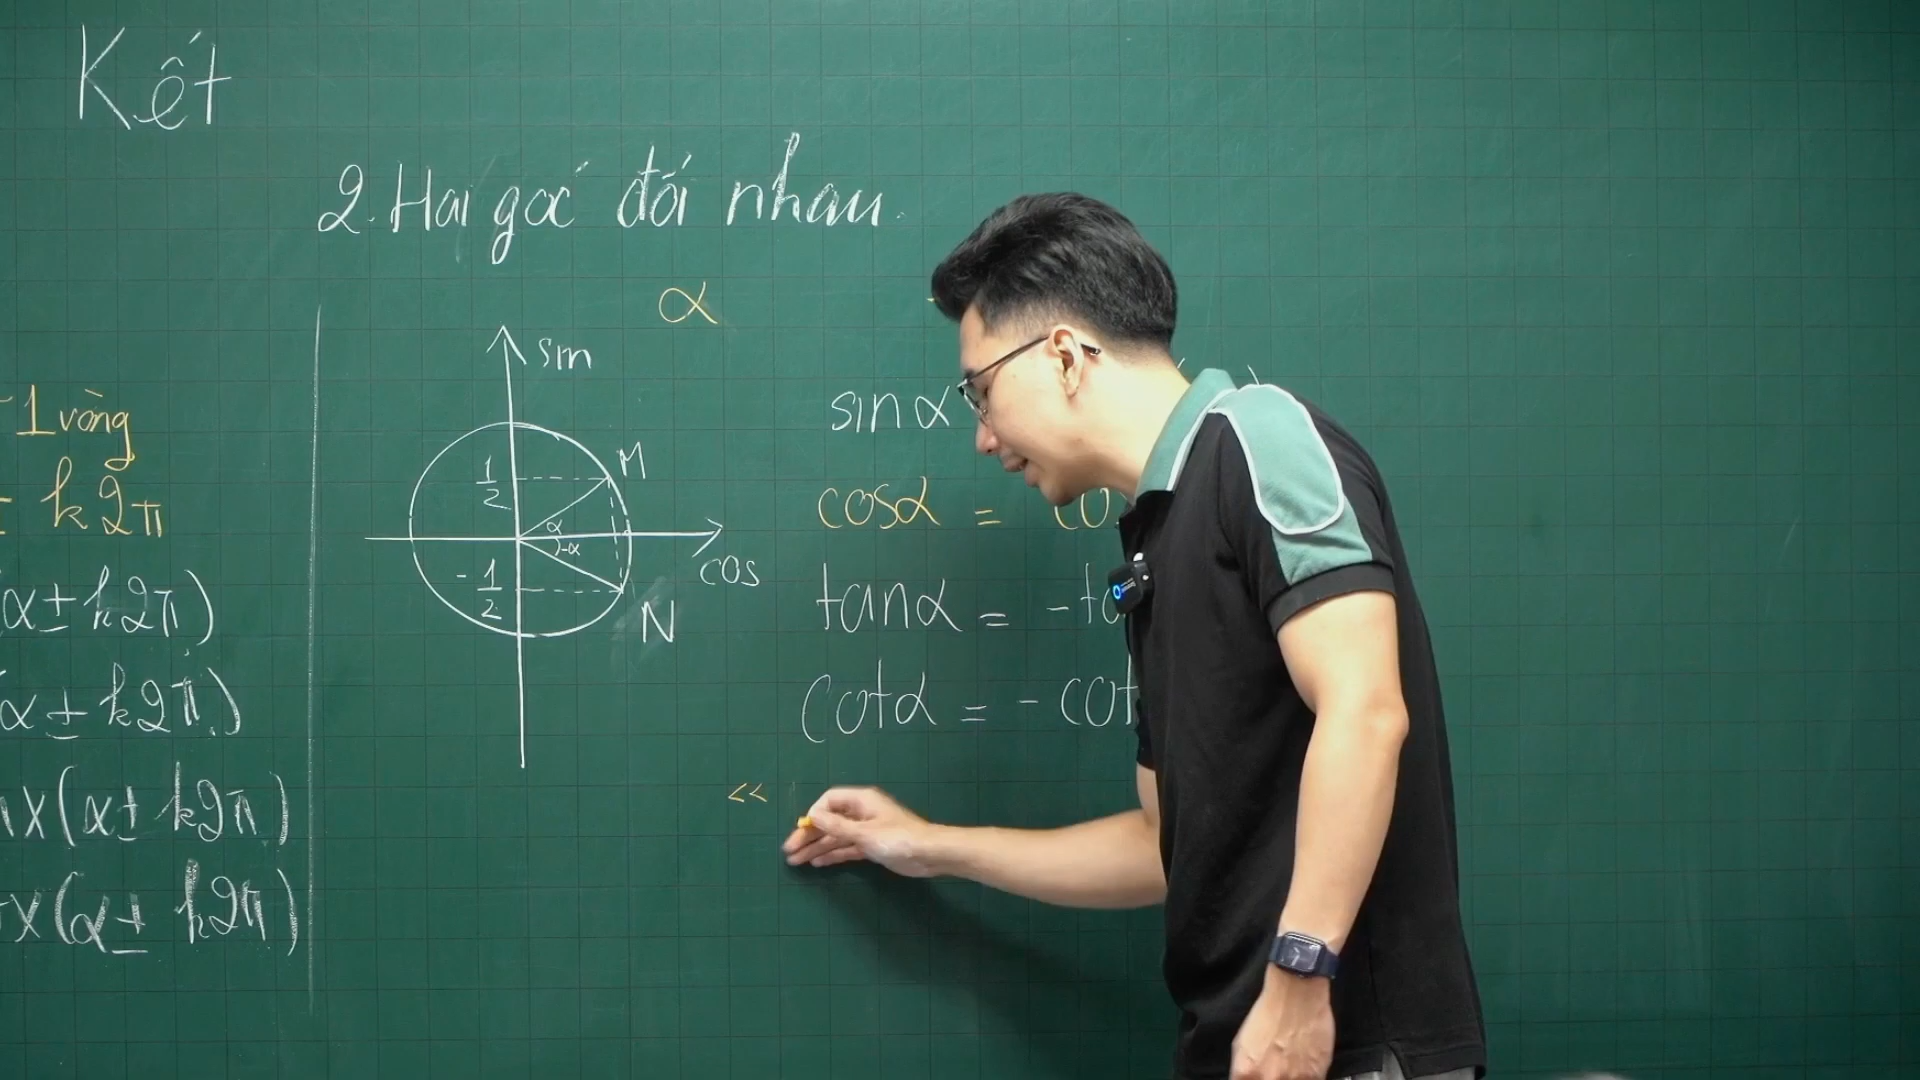 Kết
2. Hai góc đối nhau.
α
1 vòng
= k2π
(α ± k2π)
α ± k2π)
x(α ± k2π)
x(α ± k2π)
sin
1/2
M
α
-α
cos
-1/2
N
sinα
cosα = co
tanα = -ta
cotα = -cot
<<